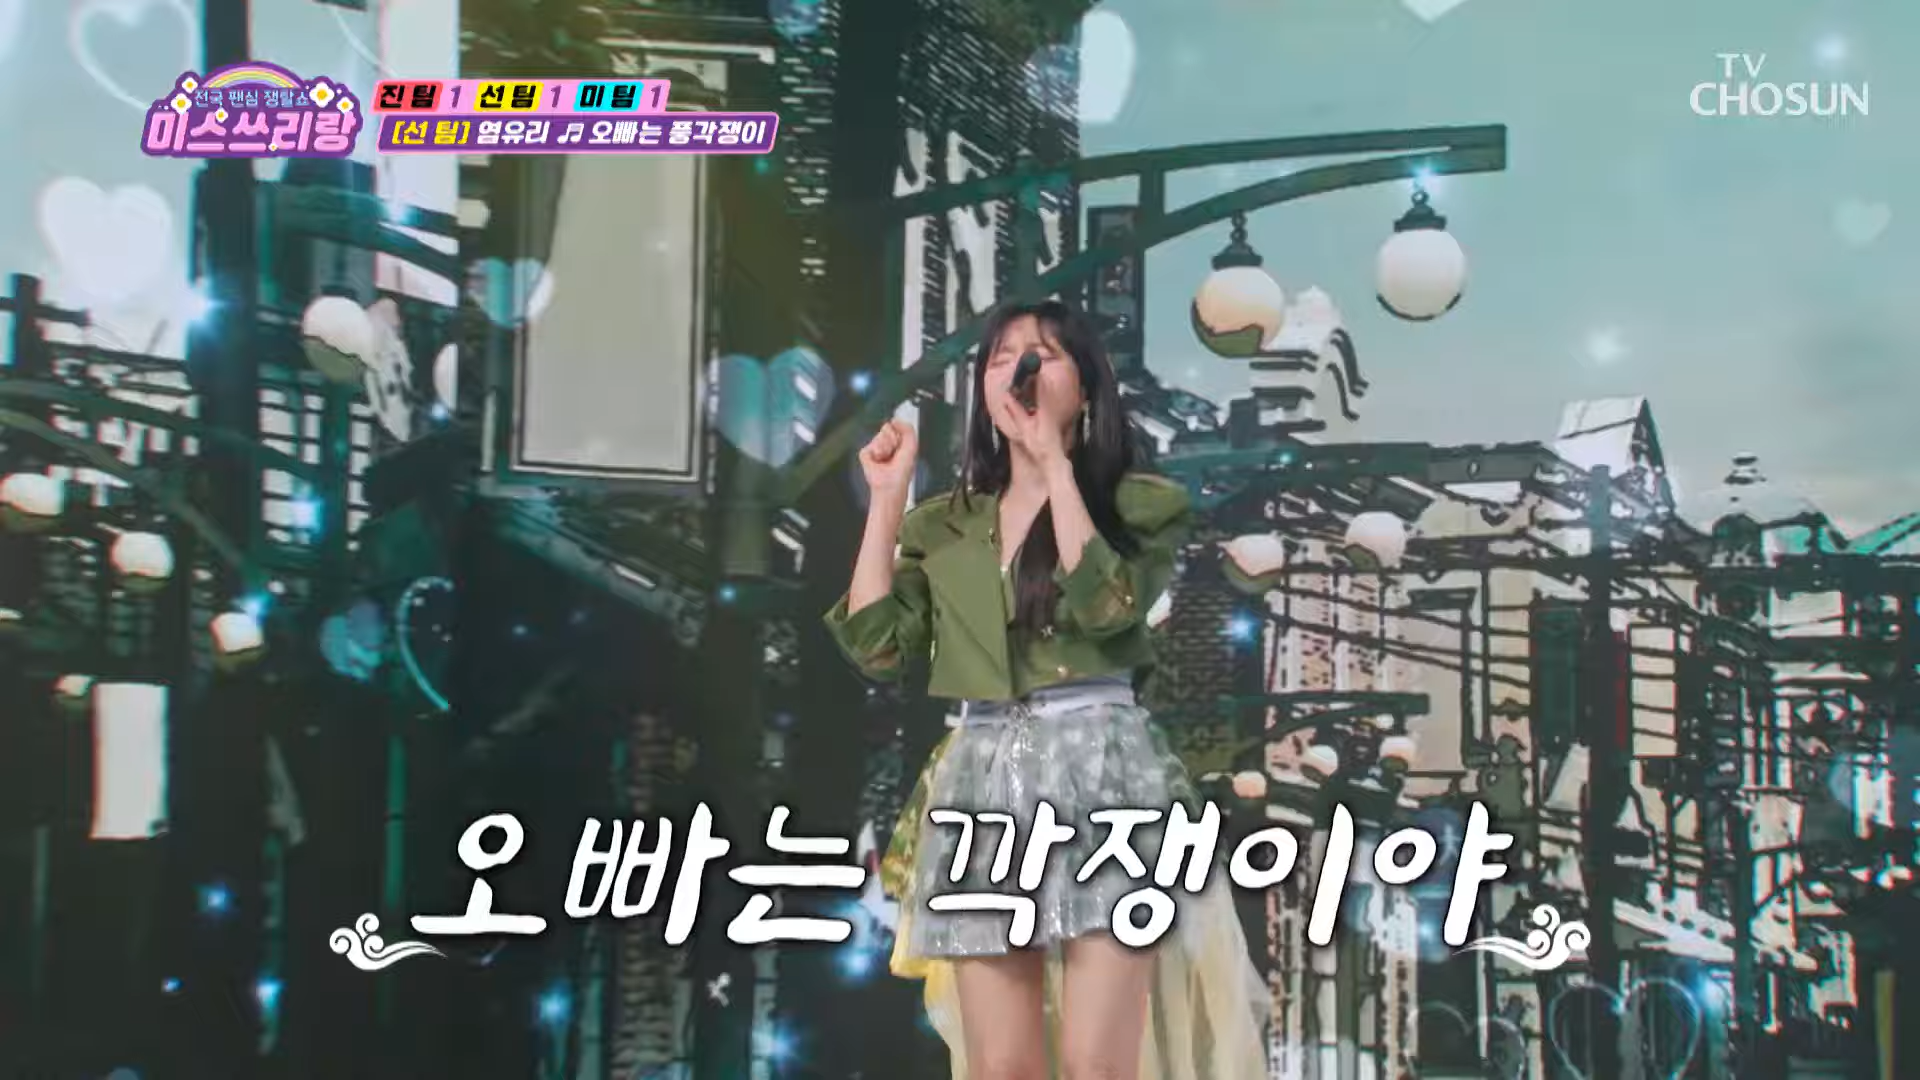 전국 팬심 쟁탈쇼
미스쓰리랑
진 팀 1 선 팀 1 미 팀 1
[선 팀] 염유리 ♬ 오빠는 풍각쟁이
TV
CHOSUN
오빠는 깍쟁이야